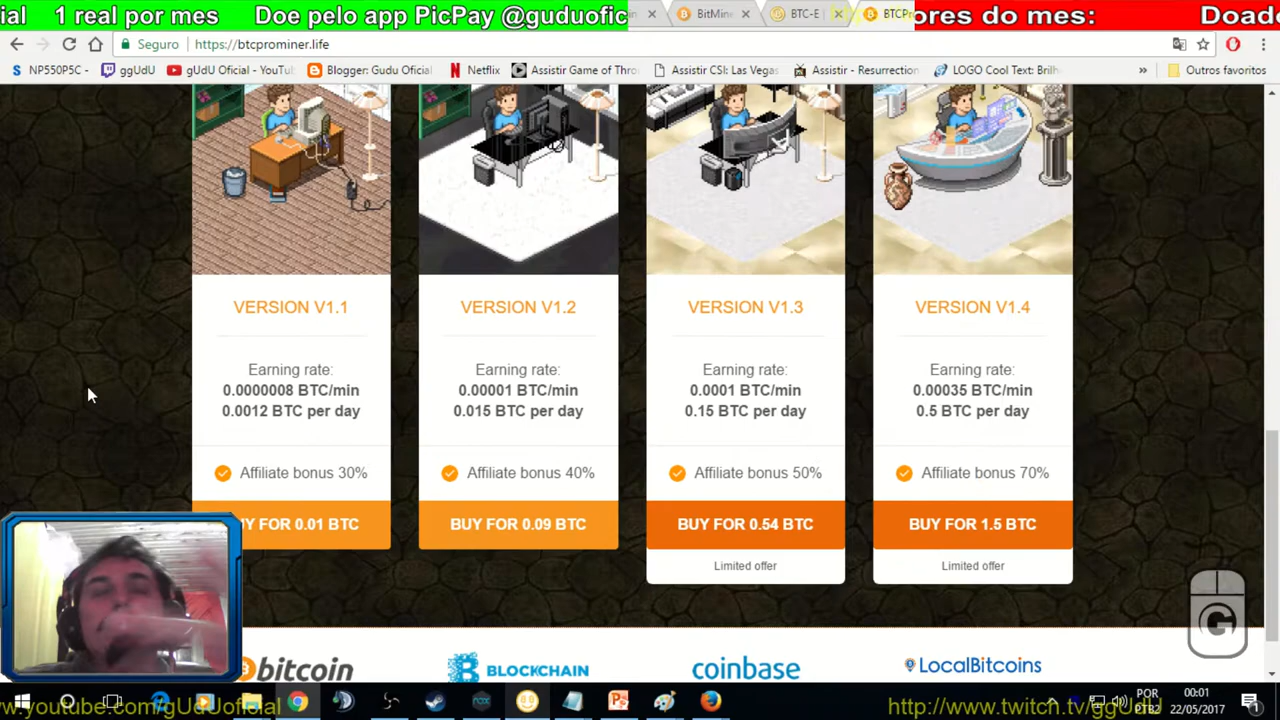 ial 1 real por mes Doe pelo app PicPay @guduofic
ores do mes: Doado
BitMine
BTC-E
BTCPr
Seguro https://btcprominer.life
NP550P5C -
ggUdU
gUdU Oficial - YouTu
Blogger: Gudu Oficial
Netflix
Assistir Game of Thro
Assistir CSI: Las Vegas
Assistir - Resurrection
LOGO Cool Text: Brilh
Outros favoritos
VERSION V1.1
Earning rate:
0.0000008 BTC/min
0.0012 BTC per day
Affiliate bonus 30%
UY FOR 0.01 BTC
VERSION V1.2
Earning rate:
0.00001 BTC/min
0.015 BTC per day
Affiliate bonus 40%
BUY FOR 0.09 BTC
VERSION V1.3
Earning rate:
0.0001 BTC/min
0.15 BTC per day
Affiliate bonus 50%
BUY FOR 0.54 BTC
Limited offer
VERSION V1.4
Earning rate:
0.00035 BTC/min
0.5 BTC per day
Affiliate bonus 70%
BUY FOR 1.5 BTC
Limited offer
bitcoin
BLOCKCHAIN
coinbase
LocalBitcoins
G
POR
PTB2
00:01
22/05/2017
w.youtube.com/gUdUoficial
http://www.twitch.tv/ggUdU